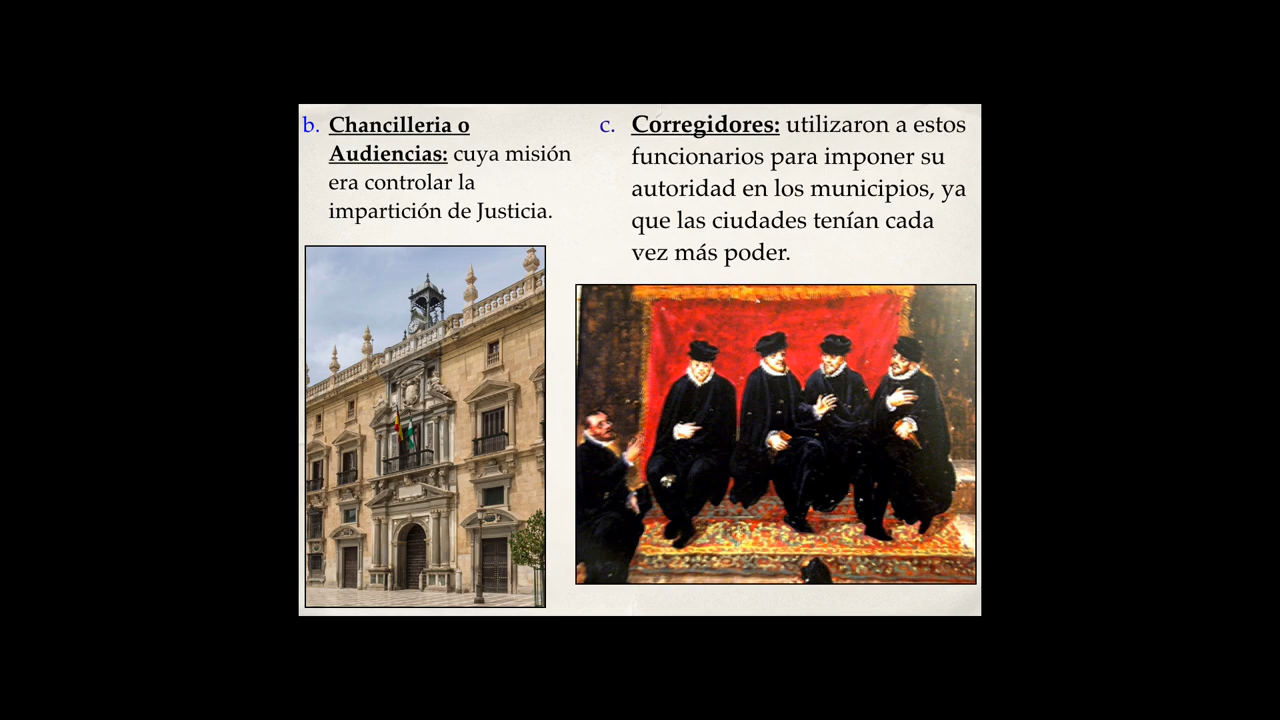 b. Chancilleria o
Audiencias: cuya misión
era controlar la
impartición de Justicia.
c. Corregidores: utilizaron a estos
funcionarios para imponer su
autoridad en los municipios, ya
que las ciudades tenían cada
vez más poder.